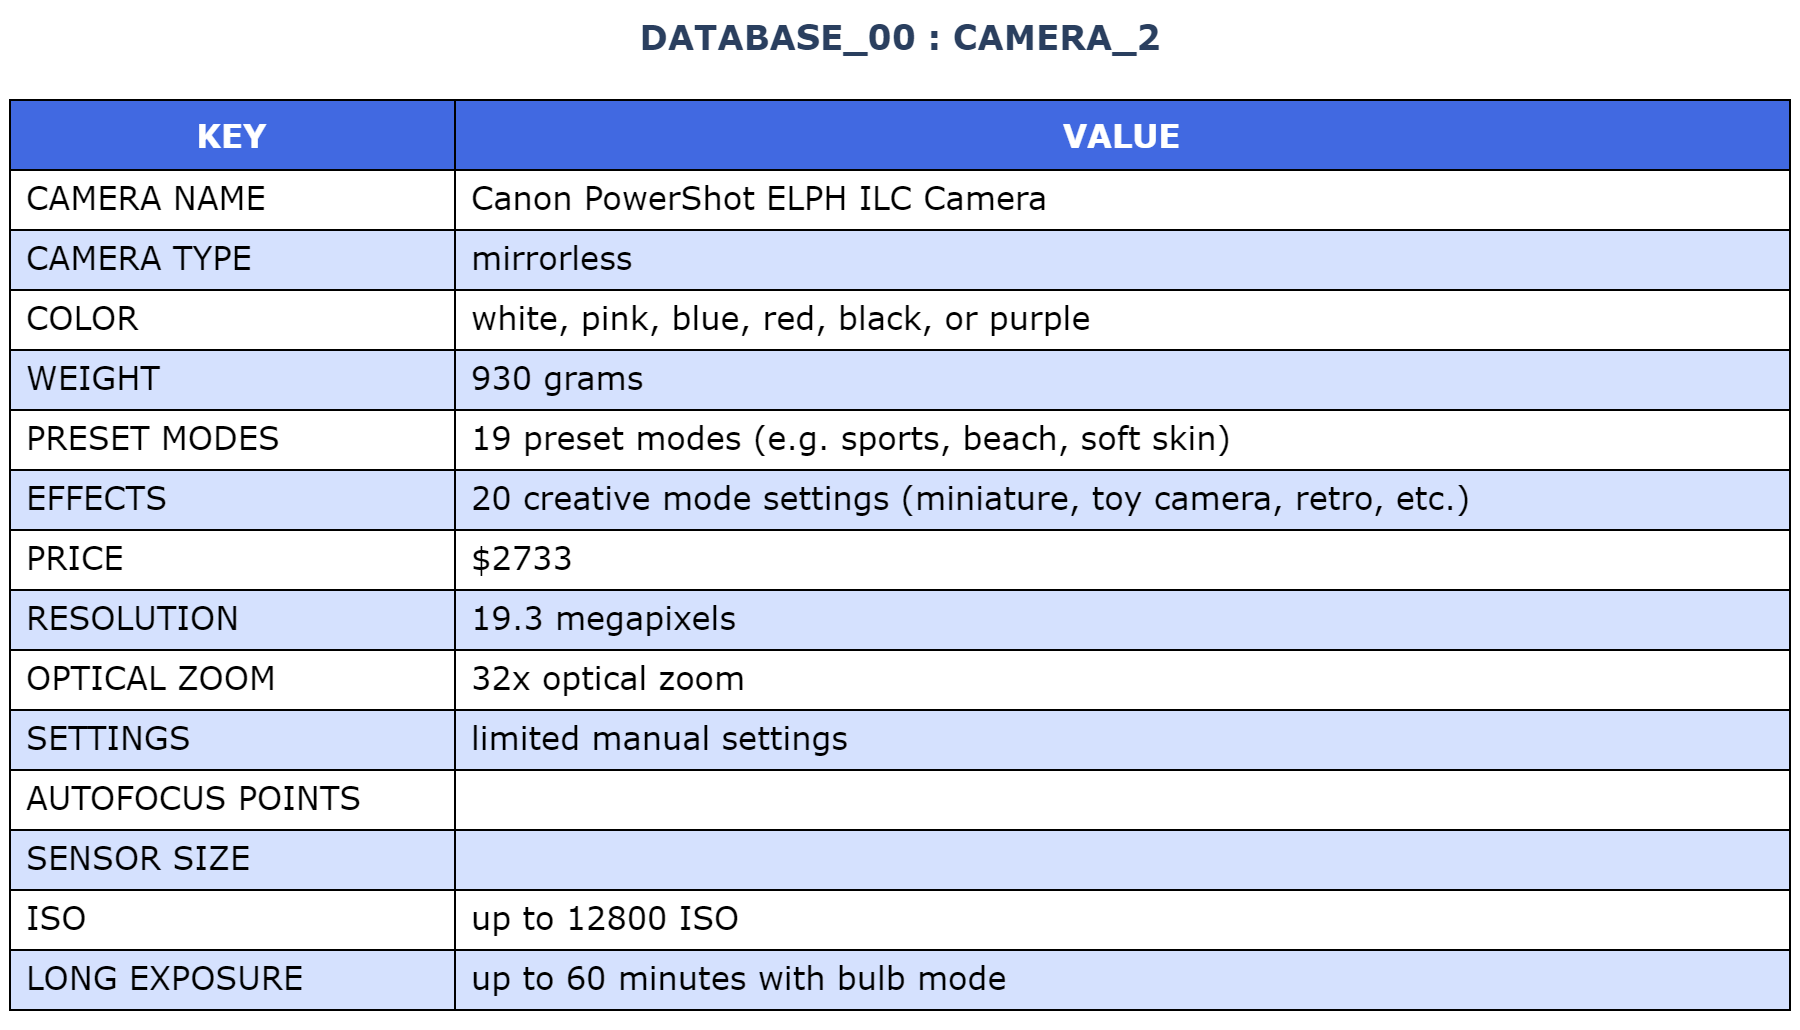 DATABASE_00 : CAMERA_2
KEY VALUE
CAMERA NAME Canon PowerShot ELPH ILC Camera
CAMERA TYPE mirrorless
COLOR white, pink, blue, red, black, or purple
WEIGHT 930 grams
PRESET MODES 19 preset modes (e.g. sports, beach, soft skin)
EFFECTS 20 creative mode settings (miniature, toy camera, retro, etc.)
PRICE $2733
RESOLUTION 19.3 megapixels
OPTICAL ZOOM 32x optical zoom
SETTINGS limited manual settings
AUTOFOCUS POINTS
SENSOR SIZE
ISO up to 12800 ISO
LONG EXPOSURE up to 60 minutes with bulb mode